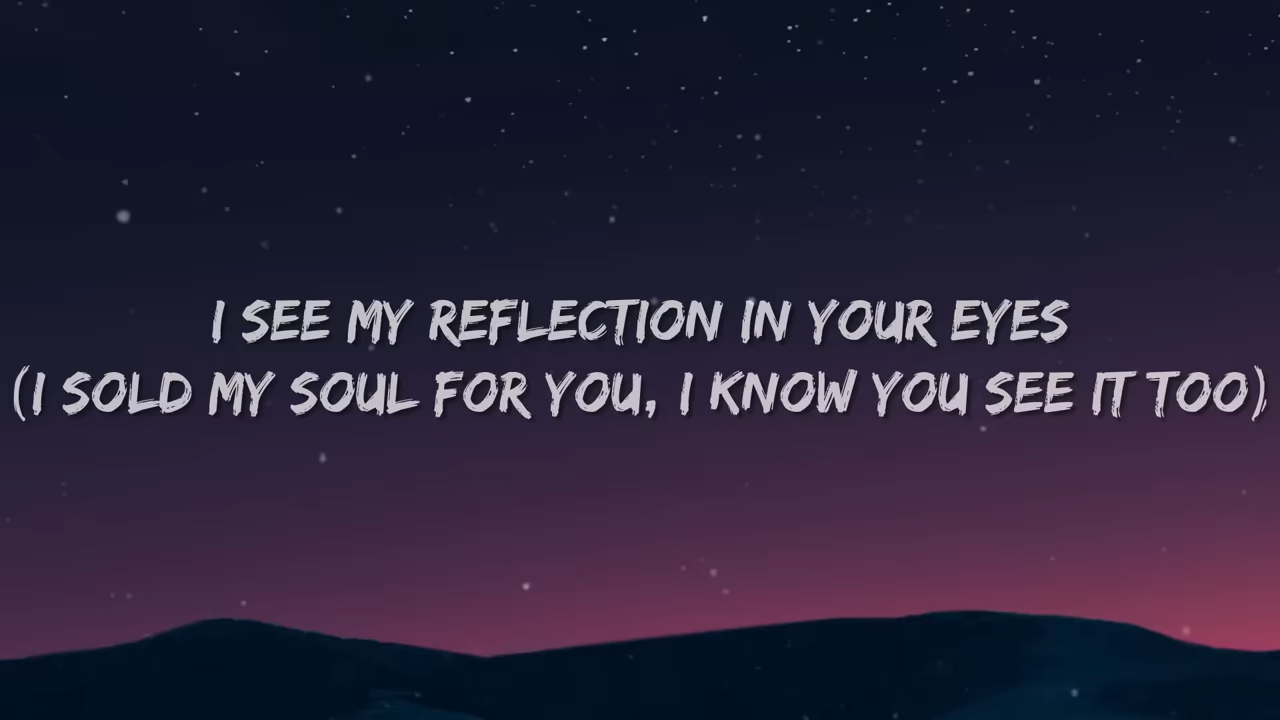 I SEE MY REFLECTION IN YOUR EYES
(I SOLD MY SOUL FOR YOU, I KNOW YOU SEE IT TOO)